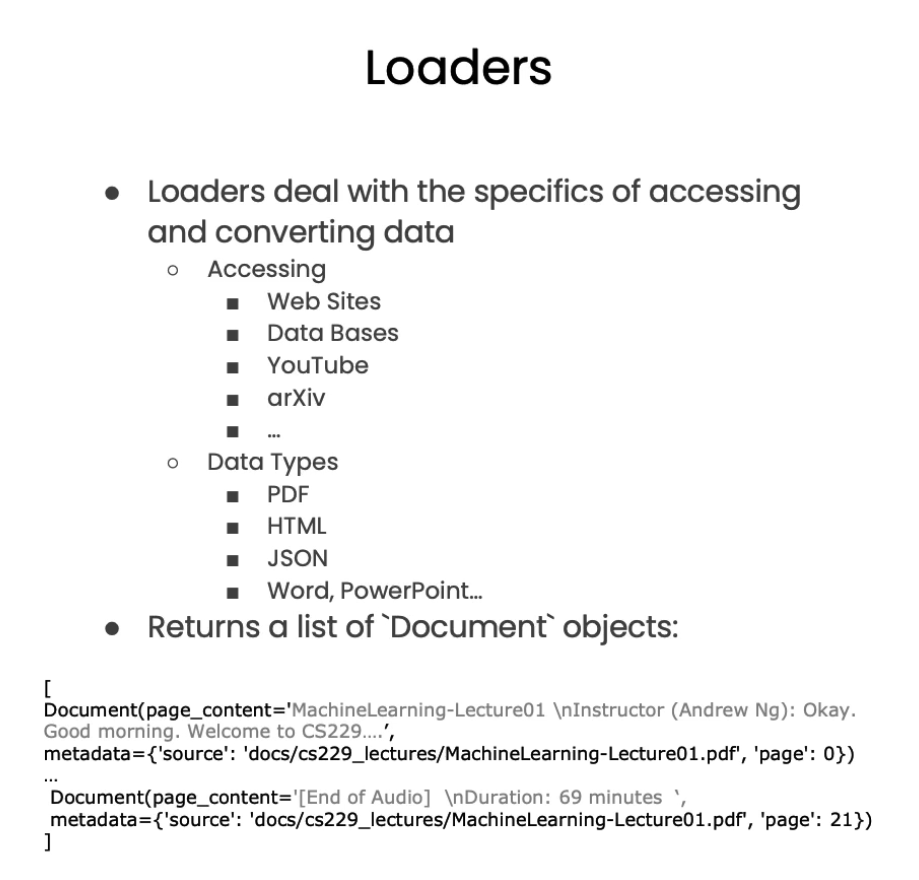 Loaders
● Loaders deal with the specifics of accessing
and converting data
○ Accessing
■ Web Sites
■ Data Bases
■ YouTube
■ arXiv
■ …
○ Data Types
■ PDF
■ HTML
■ JSON
■ Word, PowerPoint…
● Returns a list of `Document` objects:
[
Document(page_content='MachineLearning-Lecture01 \nInstructor (Andrew Ng): Okay.
Good morning. Welcome to CS229....’,
metadata={'source': 'docs/cs229_lectures/MachineLearning-Lecture01.pdf', 'page': 0})
…
Document(page_content='[End of Audio]  \nDuration: 69 minutes ‘,
metadata={'source': 'docs/cs229_lectures/MachineLearning-Lecture01.pdf', 'page': 21})
]